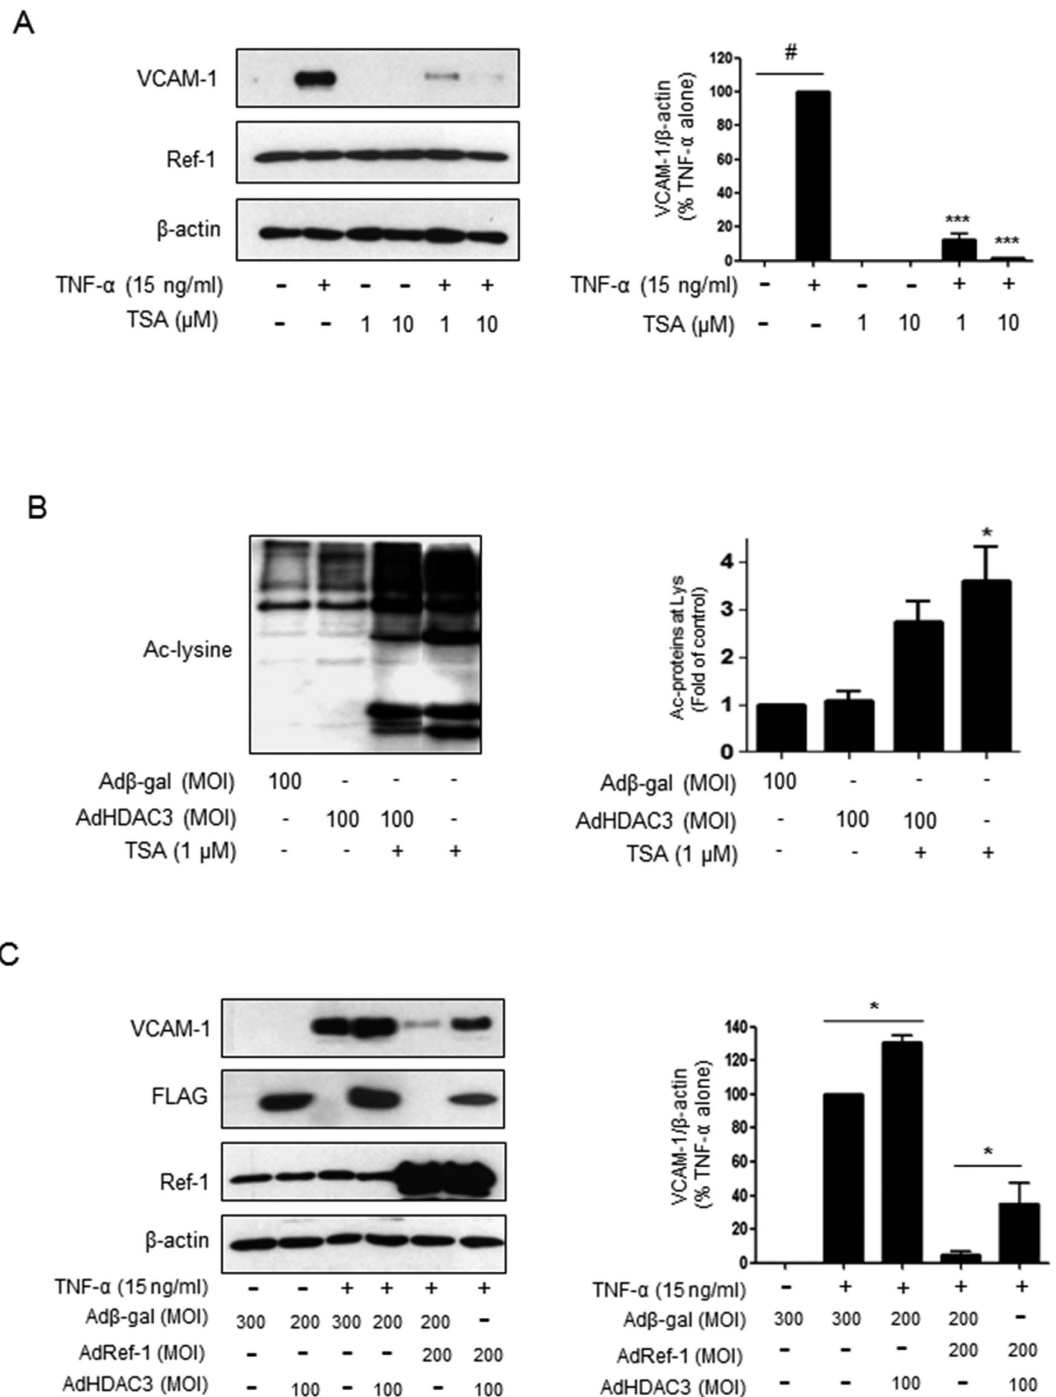 A
VCAM-1
Ref-1
β-actin
TNF-α (15 ng/ml) - + - - + +
TSA (µM) - - 1 10 1 10
VCAM-1/β-actin
(% TNF-α alone)
120
100
80
60
40
20
0
#
***
***
TNF-α (15 ng/ml) - + - - + +
TSA (µM) - - 1 10 1 10
B
Ac-lysine
Adβ-gal (MOI) 100 - - -
AdHDAC3 (MOI) - 100 100 -
TSA (1 µM) - - + +
Ac-proteins at Lys
(Fold of control)
4
3
2
1
0
*
Adβ-gal (MOI) 100 - - -
AdHDAC3 (MOI) - 100 100 -
TSA (1 µM) - - + +
C
VCAM-1
FLAG
Ref-1
β-actin
TNF-α (15 ng/ml) - - + + + +
Adβ-gal (MOI) 300 200 300 200 200 -
AdRef-1 (MOI) - - - - 200 200
AdHDAC3 (MOI) - 100 - 100 - 100
VCAM-1/β-actin
(% TNF-α alone)
140
120
100
80
60
40
20
0
*
*
TNF-α (15 ng/ml) - + + + +
Adβ-gal (MOI) 300 300 200 200 -
AdRef-1 (MOI) - - - 200 200
AdHDAC3 (MOI) - - 100 - 100